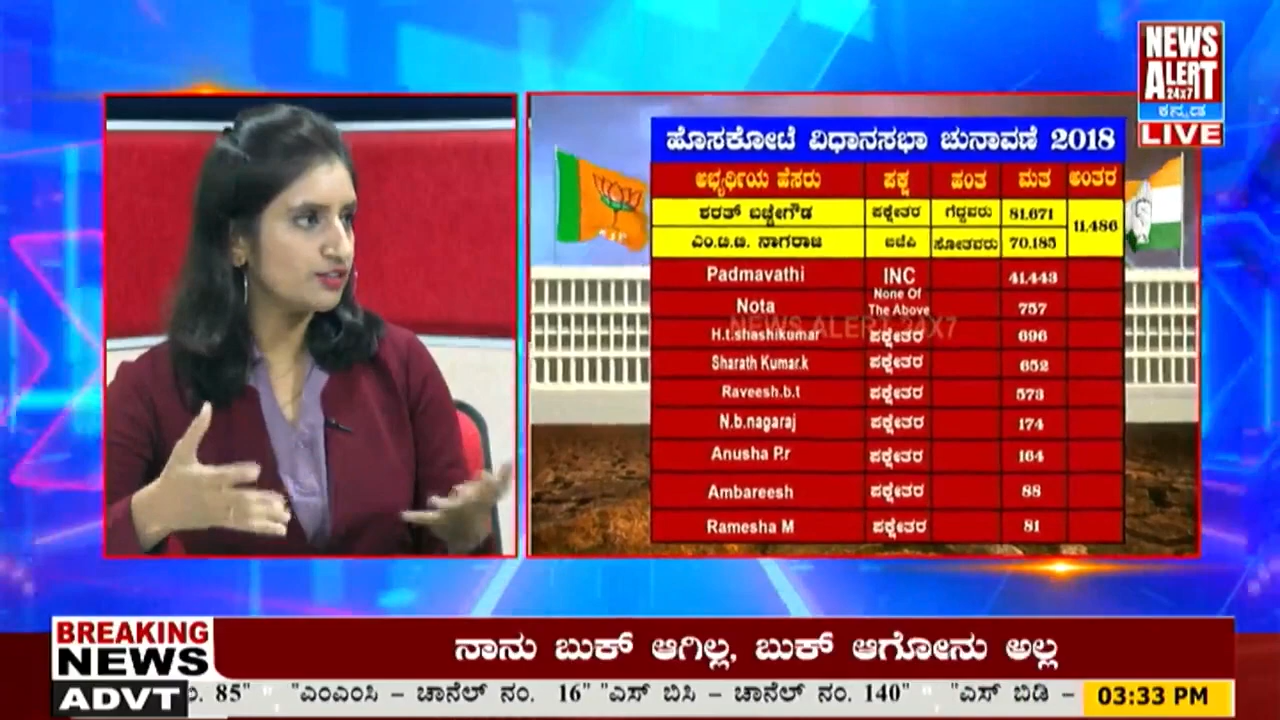 NEWS
ALERT
24X7
ಕನ್ನಡ
LIVE
ಹೊಸಕೋಟೆ ವಿಧಾನಸಭಾ ಚುನಾವಣೆ 2018
ಅಭ್ಯರ್ಥಿಯ ಹೆಸರು ಪಕ್ಷ ಹಂತ ಮತ ಅಂತರ
ಶರತ್ ಬಚ್ಚೇಗೌಡ ಪಕ್ಷೇತರ ಗೆದ್ದವರು 81,671 11,486
ಎಂ.ಟಿ.ಬಿ. ನಾಗರಾಜ ಬಿಜೆಪಿ ಸೋತವರು 70,185
Padmavathi INC 41,443
Nota None Of The Above 757
H.t.shashikumar ಪಕ್ಷೇತರ 696
Sharath Kumar.k ಪಕ್ಷೇತರ 652
Raveesh.b.t ಪಕ್ಷೇತರ 573
N.b.nagaraj ಪಕ್ಷೇತರ 174
Anusha P.r ಪಕ್ಷೇತರ 164
Ambareesh ಪಕ್ಷೇತರ 88
Ramesha M ಪಕ್ಷೇತರ 81
NEWS ALERT 24X7
BREAKING
NEWS
ನಾನು ಬುಕ್ ಆಗಿಲ್ಲ, ಬುಕ್ ಆಗೋನು ಅಲ್ಲ
ADVT ಂ. 85" "ಎಂಎಂಸಿ – ಚಾನೆಲ್ ನಂ. 16" "ಎಸ್ ಬಿಸಿ – ಚಾನೆಲ್ ನಂ. 140" "ಎಸ್ ಬಿಡಿ – 03:33 PM